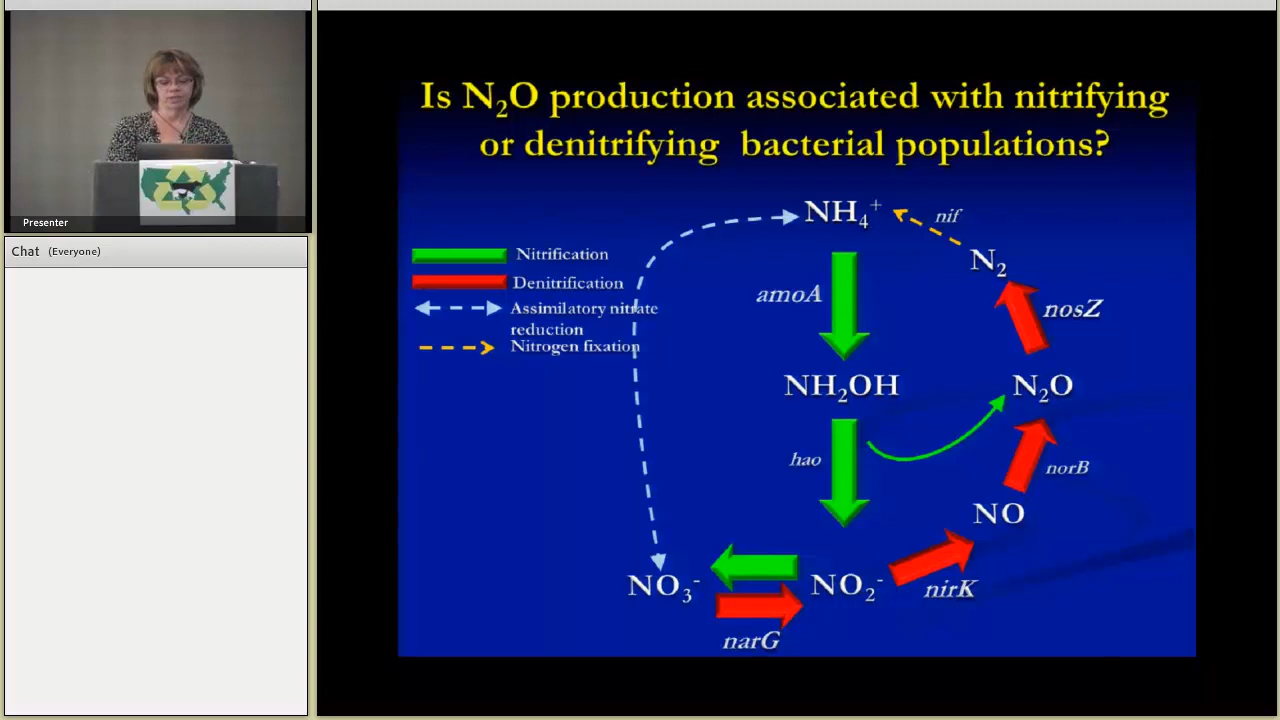 Presenter
Chat (Everyone)
Is N₂O production associated with nitrifying
or denitrifying bacterial populations?
NH₄⁺
nif
N₂
Nitrification
Denitrification
Assimilatory nitrate
reduction
Nitrogen fixation
amoA
nosZ
NH₂OH
N₂O
hao
norB
NO
NO₃⁻
NO₂⁻
nirK
narG